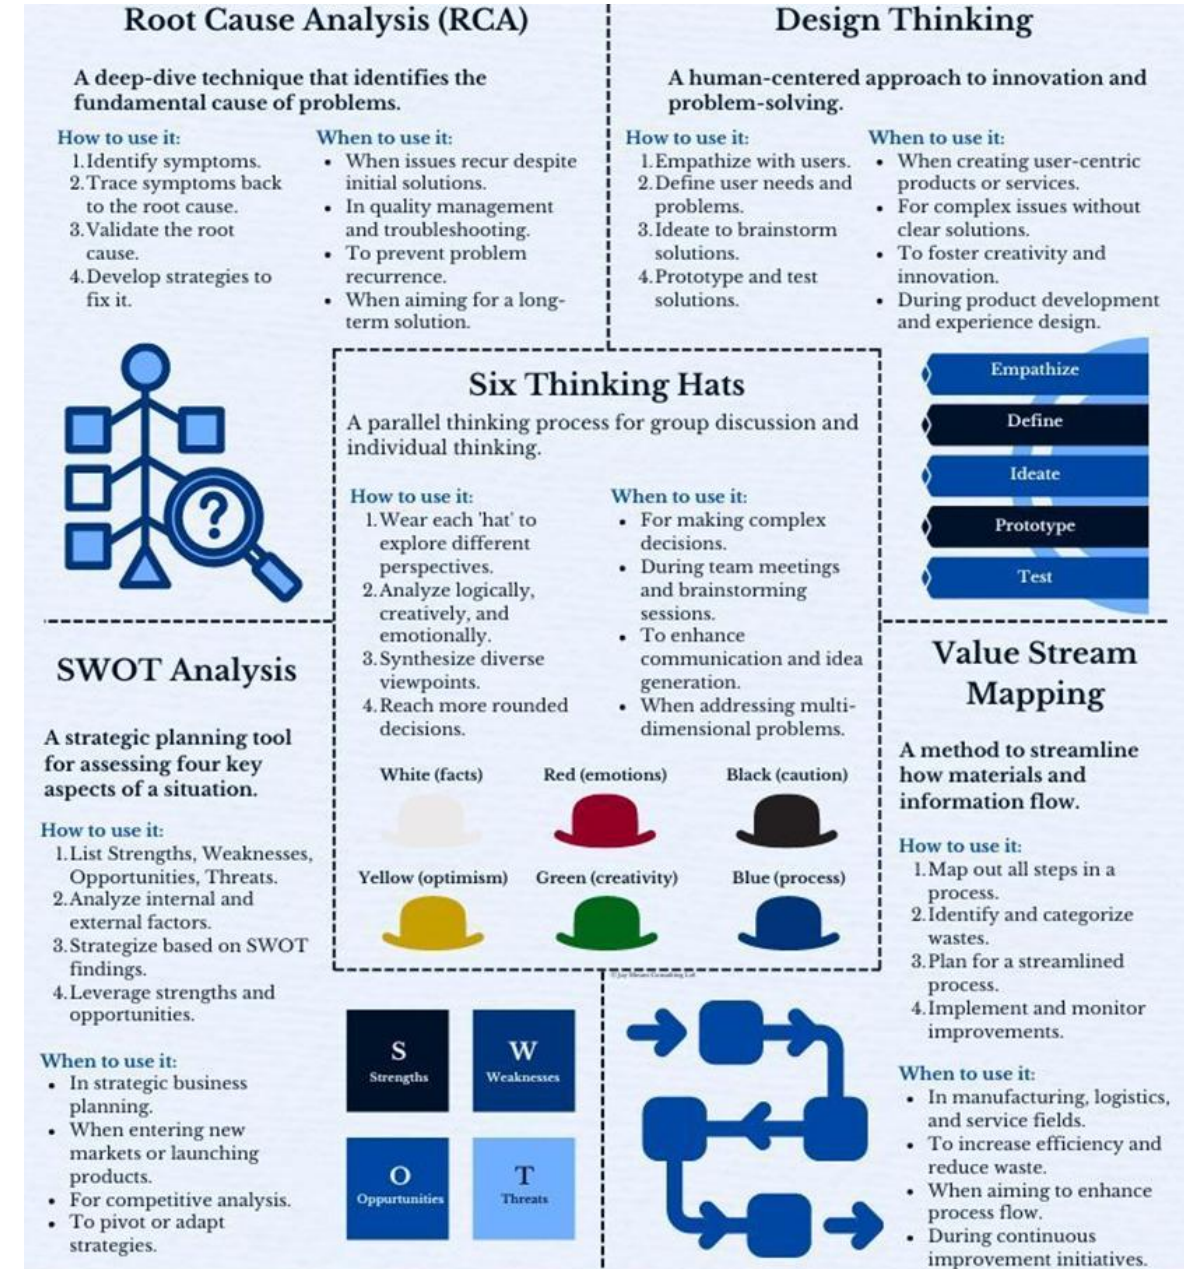 Root Cause Analysis (RCA)
A deep-dive technique that identifies the
fundamental cause of problems.
How to use it:
1.Identify symptoms.
2.Trace symptoms back
to the root cause.
3.Validate the root
cause.
4.Develop strategies to
fix it.
When to use it:
• When issues recur despite
initial solutions.
• In quality management
and troubleshooting.
• To prevent problem
recurrence.
• When aiming for a long-
term solution.
Design Thinking
A human-centered approach to innovation and
problem-solving.
How to use it:
1.Empathize with users.
2.Define user needs and
problems.
3.Ideate to brainstorm
solutions.
4.Prototype and test
solutions.
When to use it:
• When creating user-centric
products or services.
• For complex issues without
clear solutions.
• To foster creativity and
innovation.
• During product development
and experience design.
Empathize
Define
Ideate
Prototype
Test
?
Six Thinking Hats
A parallel thinking process for group discussion and
individual thinking.
How to use it:
1.Wear each 'hat' to
explore different
perspectives.
2.Analyze logically,
creatively, and
emotionally.
3.Synthesize diverse
viewpoints.
4.Reach more rounded
decisions.
When to use it:
• For making complex
decisions.
• During team meetings
and brainstorming
sessions.
• To enhance
communication and idea
generation.
• When addressing multi-
dimensional problems.
White (facts)
Red (emotions)
Black (caution)
Yellow (optimism)
Green (creativity)
Blue (process)
SWOT Analysis
A strategic planning tool
for assessing four key
aspects of a situation.
How to use it:
1.List Strengths, Weaknesses,
Opportunities, Threats.
2.Analyze internal and
external factors.
3.Strategize based on SWOT
findings.
4.Leverage strengths and
opportunities.
When to use it:
• In strategic business
planning.
• When entering new
markets or launching
products.
• For competitive analysis.
• To pivot or adapt
strategies.
S
Strengths
W
Weaknesses
O
Oppurtunities
T
Threats
Value Stream
Mapping
A method to streamline
how materials and
information flow.
How to use it:
1.Map out all steps in a
process.
2.Identify and categorize
wastes.
3.Plan for a streamlined
process.
4.Implement and monitor
improvements.
When to use it:
• In manufacturing, logistics,
and service fields.
• To increase efficiency and
reduce waste.
• When aiming to enhance
process flow.
• During continuous
improvement initiatives.